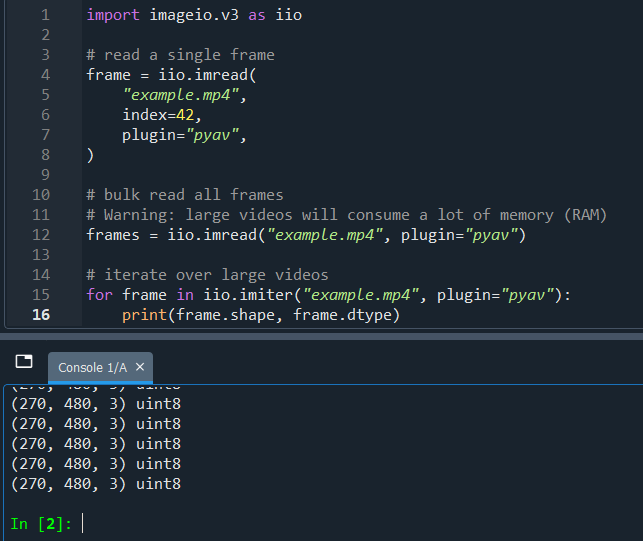 1 import imageio.v3 as iio
2
3 # read a single frame
4 frame = iio.imread(
5 "example.mp4",
6 index=42,
7 plugin="pyav",
8 )
9
10 # bulk read all frames
11 # Warning: large videos will consume a lot of memory (RAM)
12 frames = iio.imread("example.mp4", plugin="pyav")
13
14 # iterate over large videos
15 for frame in iio.imiter("example.mp4", plugin="pyav"):
16 print(frame.shape, frame.dtype)
Console 1/A ×
(270, 480, 3) uint8
(270, 480, 3) uint8
(270, 480, 3) uint8
(270, 480, 3) uint8
(270, 480, 3) uint8
(270, 480, 3) uint8
In [2]: